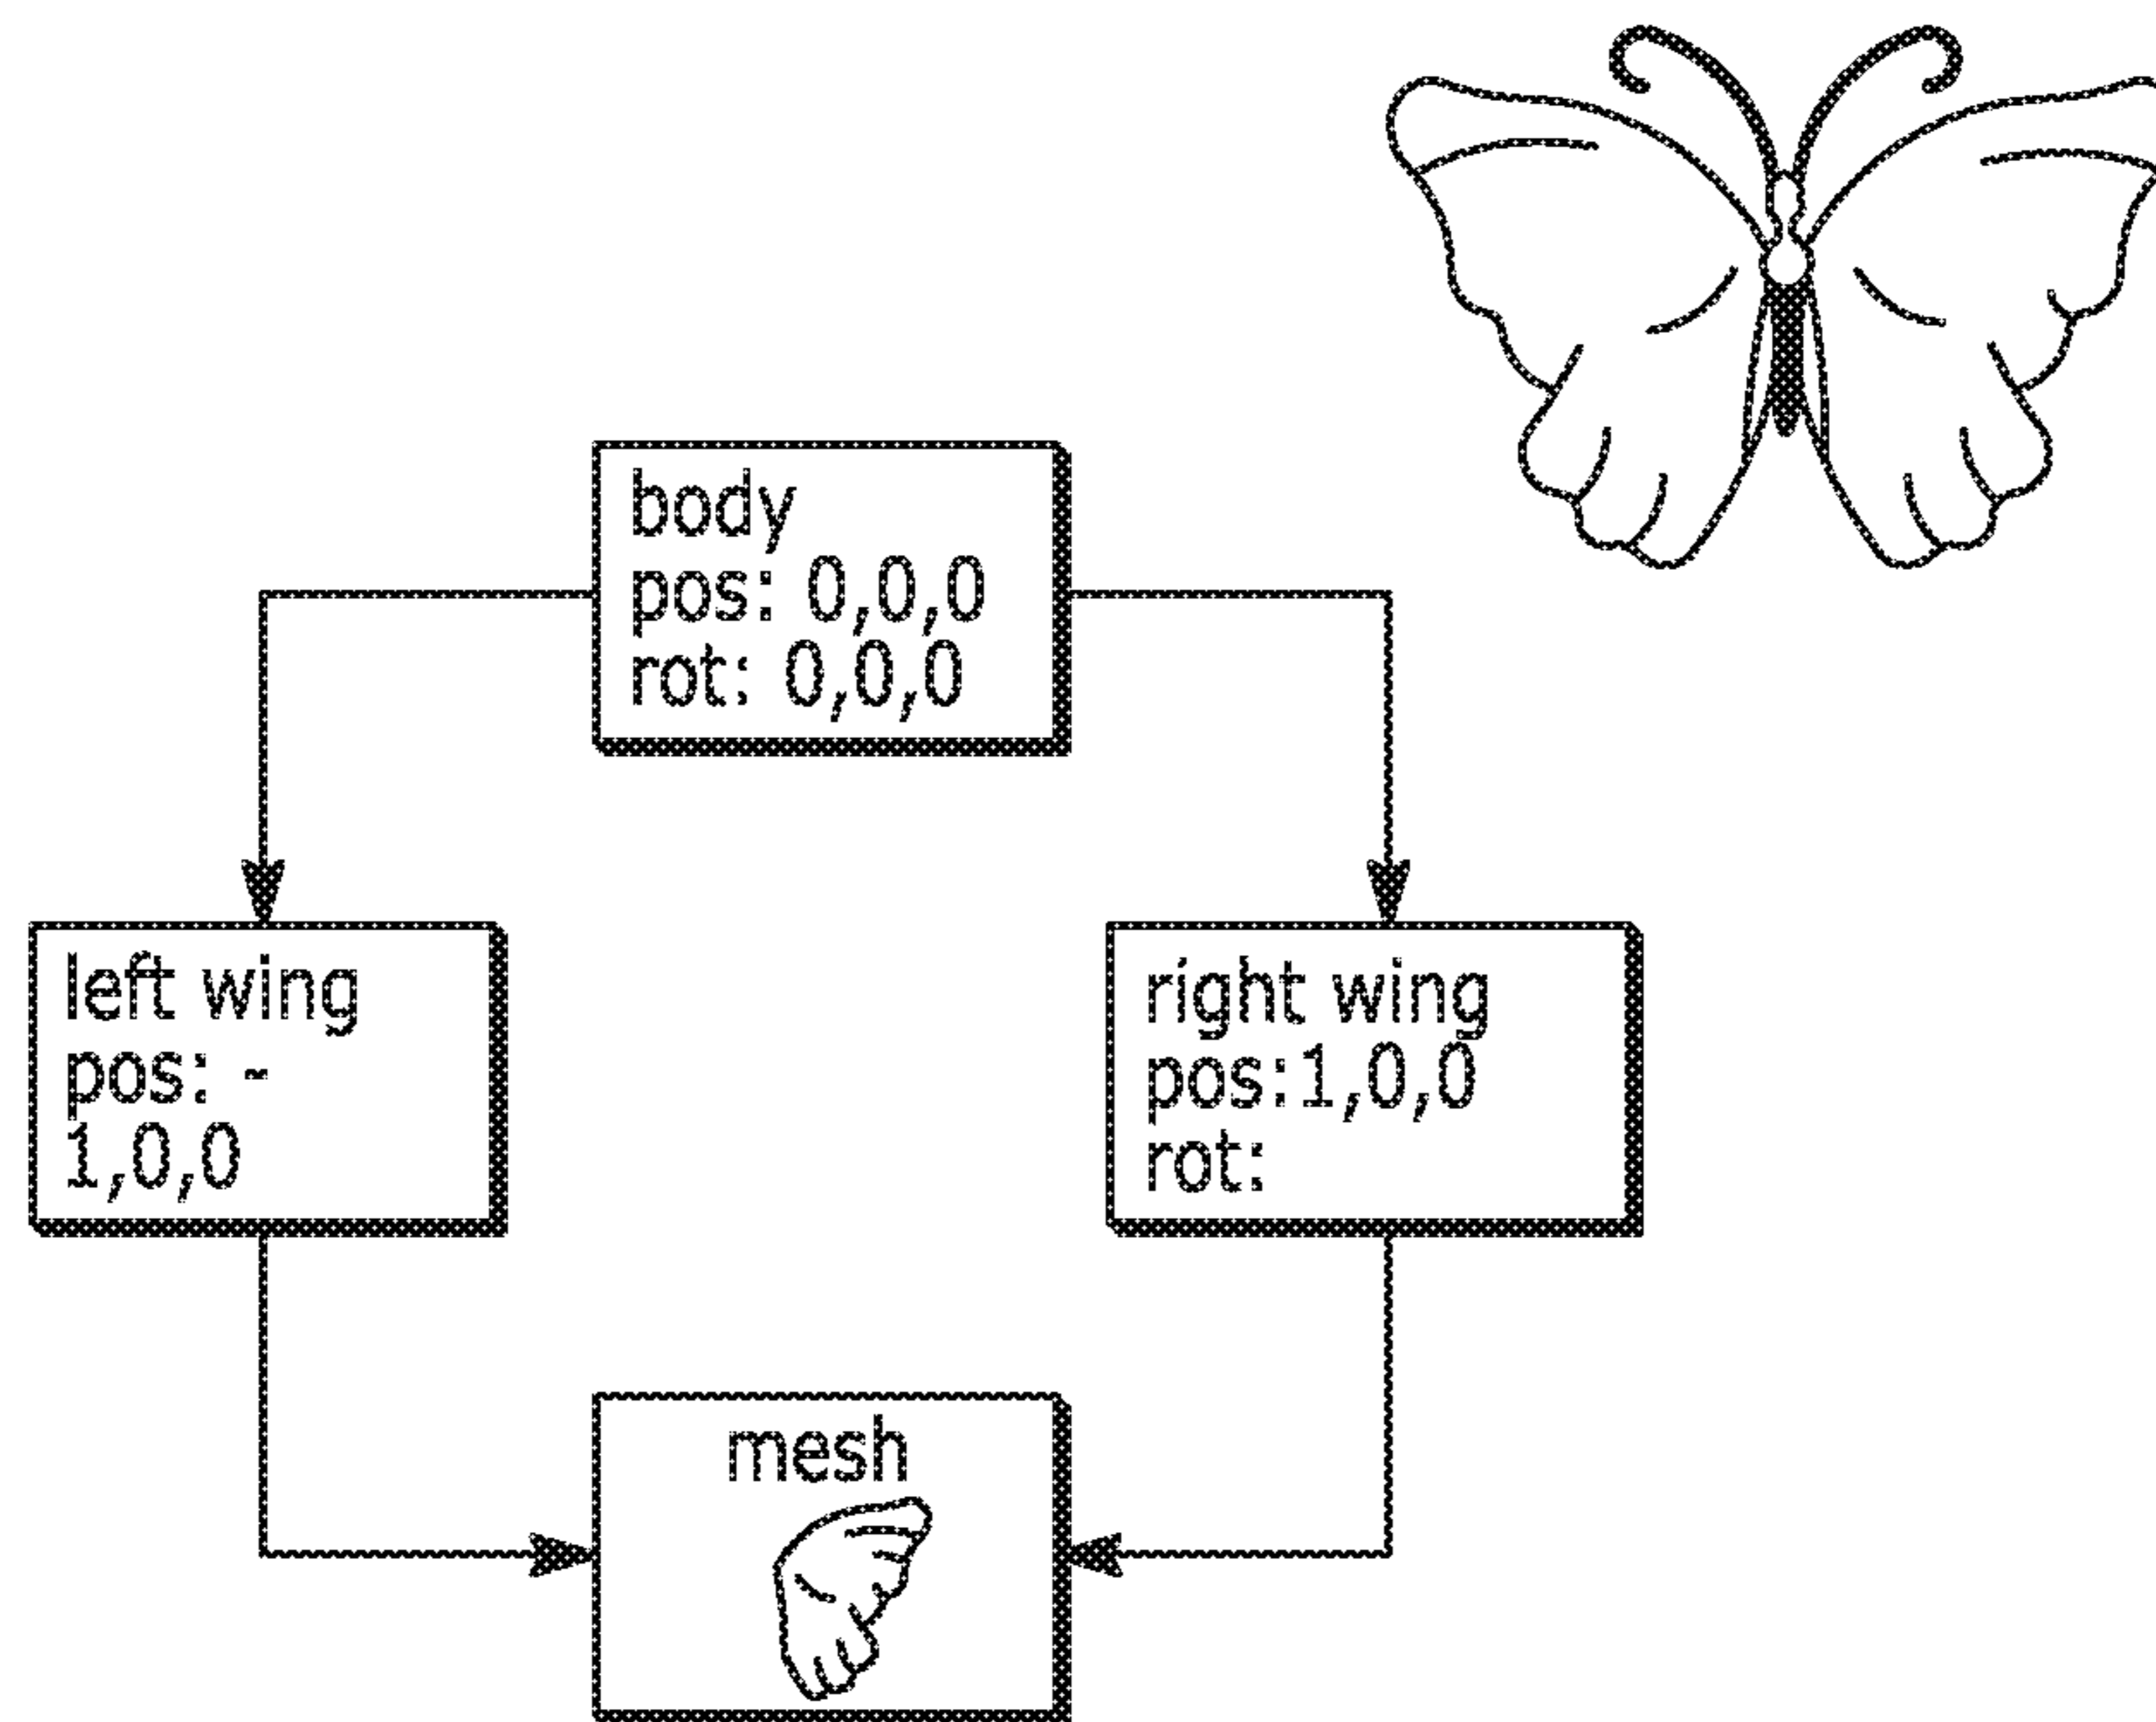 body
pos: 0,0,0
rot: 0,0,0
left wing
pos: -
1,0,0
right wing
pos:1,0,0
rot:
mesh